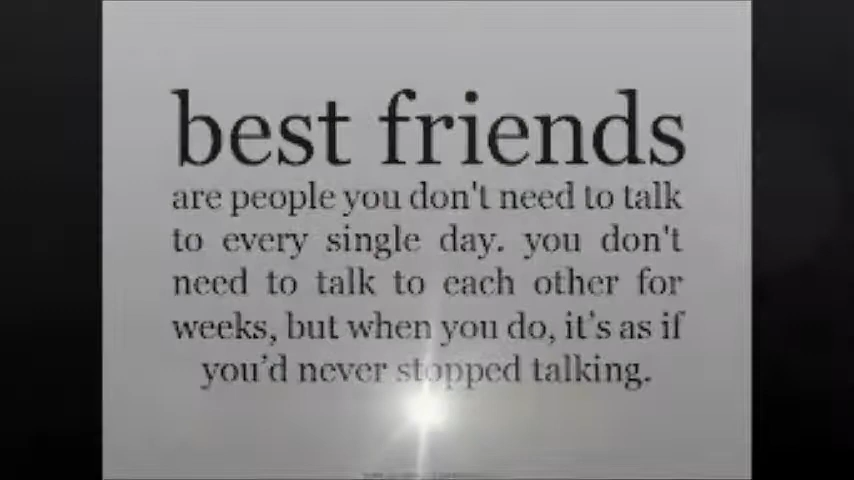 best friends
are people you don't need to talk
to every single day. you don't
need to talk to each other for
weeks, but when you do, it's as if
you'd never stopped talking.